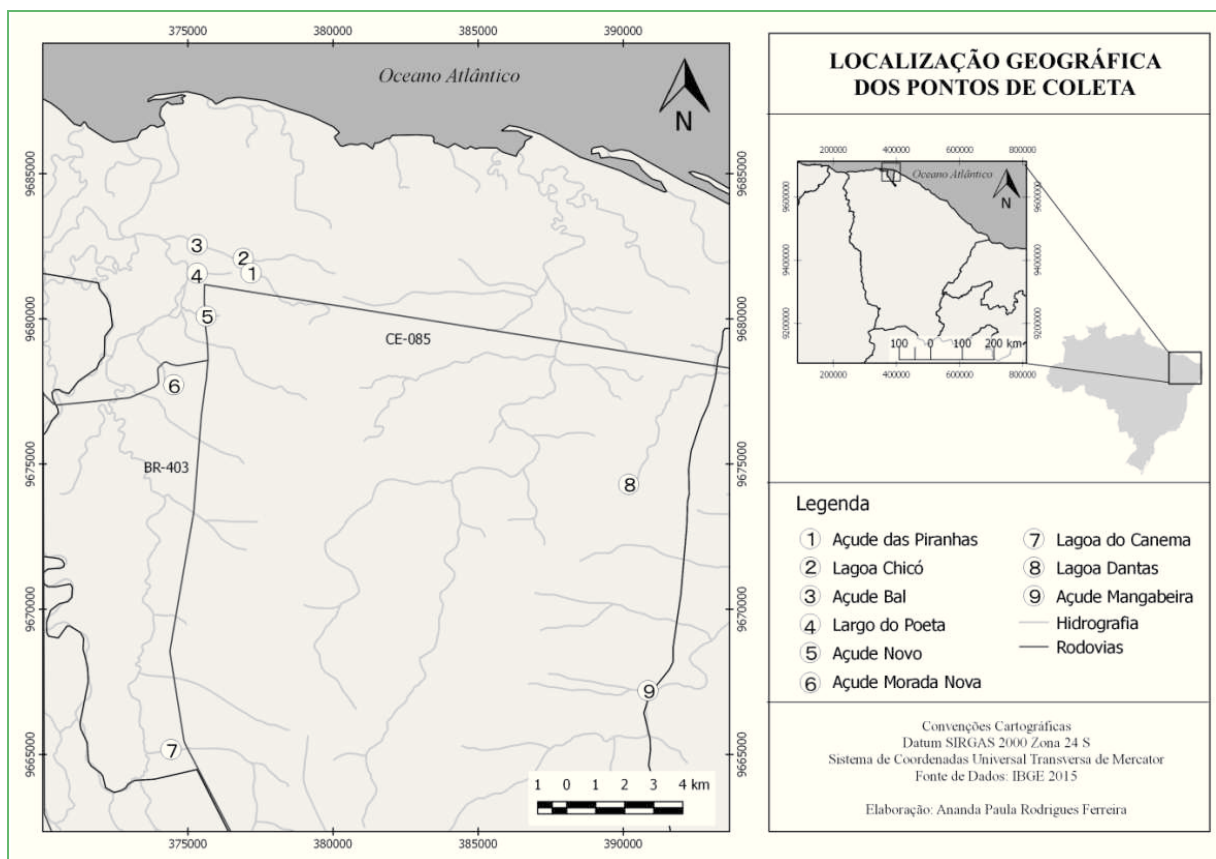 375000 380000 385000 390000
Oceano Atlântico
N
9685000 9685000
3
2
1
4
9680000 9680000
5
CE-085
6
9675000 9675000
BR-403
8
9670000 9670000
9
7
9665000 9665000
1 0 1 2 3 4 km
375000 380000 385000 390000
LOCALIZAÇÃO GEOGRÁFICA
DOS PONTOS DE COLETA
200000 400000 600000 800000
Oceano Atlântico
N
9600000 9600000
9400000 9400000
9200000 9200000
100 0 100 200 km
200000 400000 600000 800000
Legenda
1 Açude das Piranhas
2 Lagoa Chicó
3 Açude Bal
4 Largo do Poeta
5 Açude Novo
6 Açude Morada Nova
7 Lagoa do Canema
8 Lagoa Dantas
9 Açude Mangabeira
Hidrografia
Rodovias
Convenções Cartográficas
Datum SIRGAS 2000 Zona 24 S
Sistema de Coordenadas Universal Transversa de Mercator
Fonte de Dados: IBGE 2015
Elaboração: Ananda Paula Rodrigues Ferreira